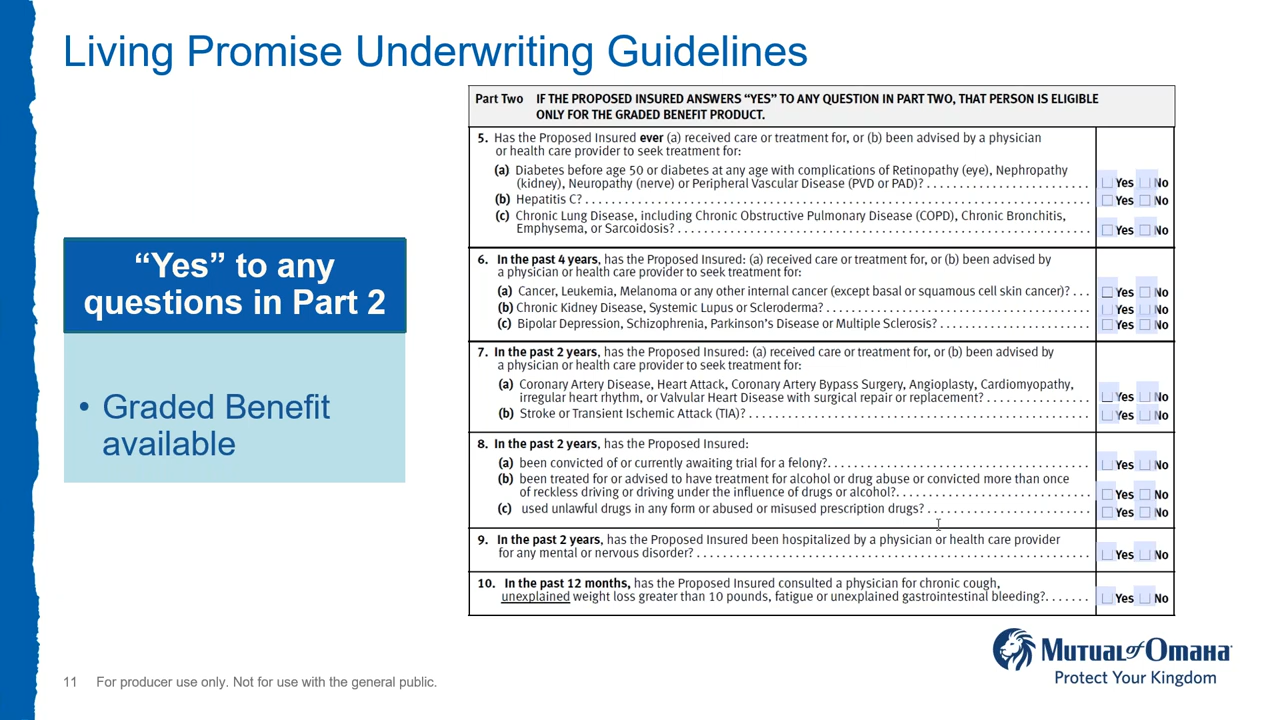 Living Promise Underwriting Guidelines
“Yes” to any
questions in Part 2
• Graded Benefit
available
Part Two IF THE PROPOSED INSURED ANSWERS “YES” TO ANY QUESTION IN PART TWO, THAT PERSON IS ELIGIBLE
ONLY FOR THE GRADED BENEFIT PRODUCT.
5. Has the Proposed Insured ever (a) received care or treatment for, or (b) been advised by a physician
or health care provider to seek treatment for:
(a) Diabetes before age 50 or diabetes at any age with complications of Retinopathy (eye), Nephropathy
(kidney), Neuropathy (nerve) or Peripheral Vascular Disease (PVD or PAD)? Yes No
(b) Hepatitis C? Yes No
(c) Chronic Lung Disease, including Chronic Obstructive Pulmonary Disease (COPD), Chronic Bronchitis,
Emphysema, or Sarcoidosis? Yes No
6. In the past 4 years, has the Proposed Insured: (a) received care or treatment for, or (b) been advised by
a physician or health care provider to seek treatment for:
(a) Cancer, Leukemia, Melanoma or any other internal cancer (except basal or squamous cell skin cancer)? Yes No
(b) Chronic Kidney Disease, Systemic Lupus or Scleroderma? Yes No
(c) Bipolar Depression, Schizophrenia, Parkinson’s Disease or Multiple Sclerosis? Yes No
7. In the past 2 years, has the Proposed Insured: (a) received care or treatment for, or (b) been advised by
a physician or health care provider to seek treatment for:
(a) Coronary Artery Disease, Heart Attack, Coronary Artery Bypass Surgery, Angioplasty, Cardiomyopathy,
irregular heart rhythm, or Valvular Heart Disease with surgical repair or replacement? Yes No
(b) Stroke or Transient Ischemic Attack (TIA)? Yes No
8. In the past 2 years, has the Proposed Insured:
(a) been convicted of or currently awaiting trial for a felony? Yes No
(b) been treated for or advised to have treatment for alcohol or drug abuse or convicted more than once
of reckless driving or driving under the influence of drugs or alcohol? Yes No
(c) used unlawful drugs in any form or abused or misused prescription drugs? Yes No
9. In the past 2 years, has the Proposed Insured been hospitalized by a physician or health care provider
for any mental or nervous disorder? Yes No
10. In the past 12 months, has the Proposed Insured consulted a physician for chronic cough,
unexplained weight loss greater than 10 pounds, fatigue or unexplained gastrointestinal bleeding? Yes No
MUTUAL of OMAHA
Protect Your Kingdom
11 For producer use only. Not for use with the general public.